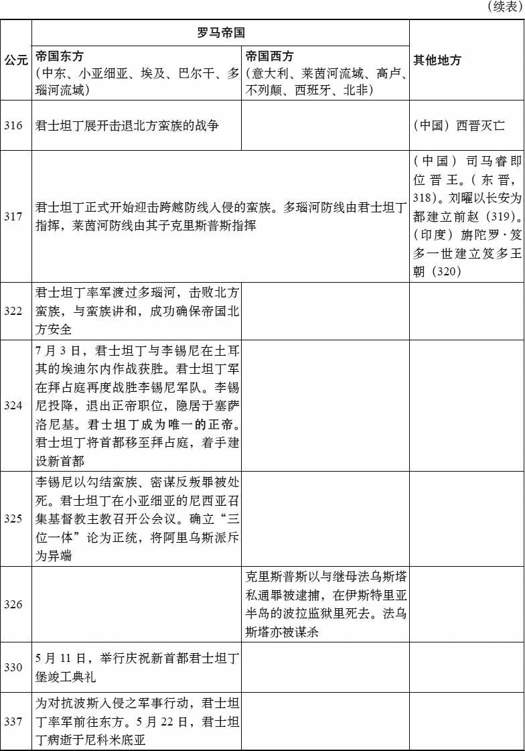 （续表）
公元
罗马帝国
其他地方
帝国东方
（中东、小亚细亚、埃及、巴尔干、多
瑙河流域）
帝国西方
（意大利、莱茵河流域、高卢、
不列颠、西班牙、北非）
316
君士坦丁展开击退北方蛮族的战争
（中国）西晋灭亡
317
君士坦丁正式开始迎击跨越防线入侵的蛮族。多瑙河防线由君士坦丁
指挥，莱茵河防线由其子克里斯普斯指挥
（中国）司马睿即
位晋王。（东晋，
318）。刘曜以长安为
都建立前赵（319）。
（印度）旃陀罗·笈
多一世建立笈多王
朝（320）
322
君士坦丁率军渡过多瑙河，击败北方
蛮族，与蛮族讲和，成功确保帝国北
方安全
324
7月3日，君士坦丁与李锡尼在土耳
其的埃迪尔内作战获胜。君士坦丁军
在拜占庭再度战胜李锡尼军队。李锡
尼投降，退出正帝职位，隐居于塞萨
洛尼基。君士坦丁成为唯一的正帝。
君士坦丁将首都移至拜占庭，着手建
设新首都
325
李锡尼以勾结蛮族、密谋反叛罪被处
死。君士坦丁在小亚细亚的尼西亚召
集基督教主教召开公会议。确立“三
位一体”论为正统，将阿里乌斯派斥
为异端
326
克里斯普斯以与继母法乌斯塔
私通罪被逮捕，在伊斯特里亚
半岛的波拉监狱里死去。法乌
斯塔亦被谋杀
330
5月11日，举行庆祝新首都君士坦丁
堡竣工典礼
337
为对抗波斯入侵之军事行动，君士坦
丁率军前往东方。5月22日，君士坦
丁病逝于尼科米底亚